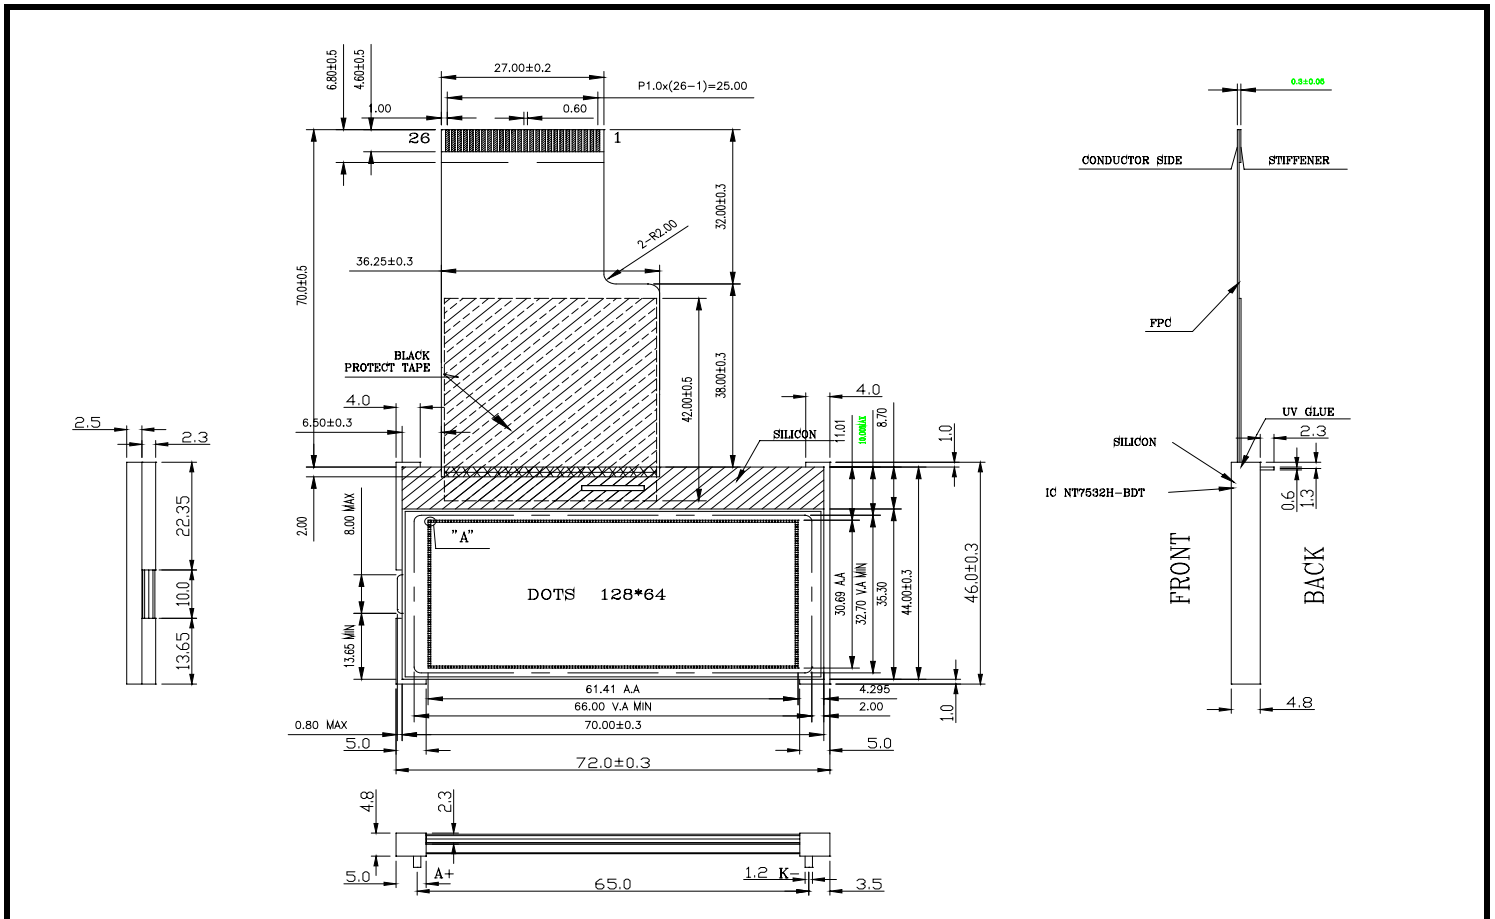 6.80±0.5
4.60±0.5
27.00±0.2
P1.0x(26-1)=25.00
1.00
0.60
26
1
0.3±0.05
CONDUCTOR SIDE
STIFFENER
32.00±0.3
2-R2.00
36.25±0.3
70.0±0.5
FPC
BLACK
PROTECT TAPE
38.00±0.3
42.00±0.5
4.0
4.0
6.50±0.3
2.5
2.3
SILICON
11.01
8.70
1.0
UV GLUE
2.3
SILICON
IC NT7532H-BDT
0.6
1.3
22.35
2.00
8.00 MAX
"A"
10.0
DOTS 128*64
30.69 A.A
32.70 V.A MIN
35.30
44.00±0.3
46.0±0.3
FRONT
BACK
13.65
13.65 MIN
61.41 A.A
4.295
66.00 V.A MIN
2.00
1.0
4.8
0.80 MAX
70.00±0.3
5.0
5.0
72.0±0.3
4.8
2.3
A+
1.2
K-
5.0
65.0
3.5